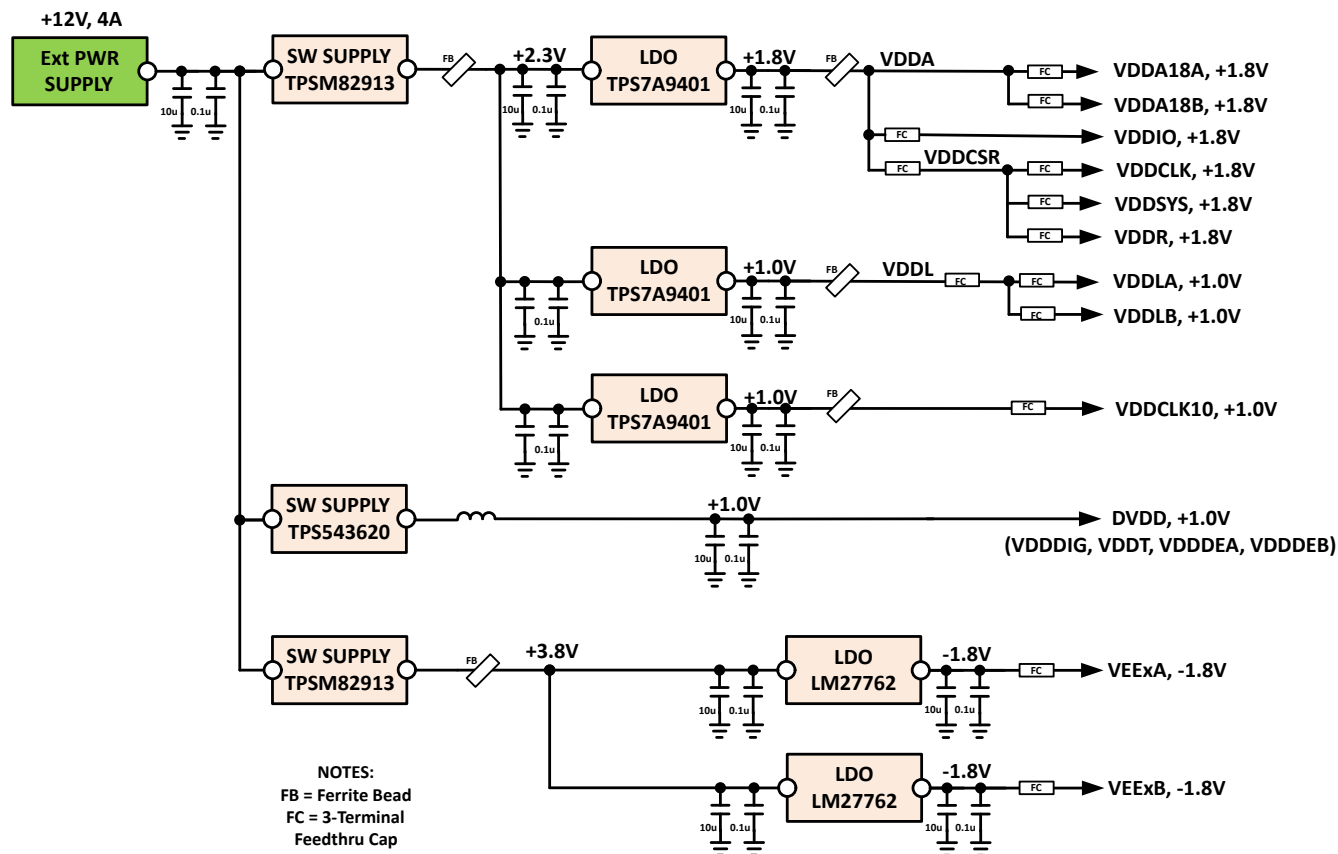 +12V, 4A
Ext PWR
SUPPLY
10u
0.1u
SW SUPPLY
TPSM82913
FB
+2.3V
10u
0.1u
LDO
TPS7A9401
+1.8V
10u
0.1u
FB
VDDA
FC
VDDA18A, +1.8V
FC
VDDA18B, +1.8V
FC
VDDIO, +1.8V
FC
VDDCSR
FC
VDDCLK, +1.8V
FC
VDDSYS, +1.8V
FC
VDDR, +1.8V
0.1u
LDO
TPS7A9401
+1.0V
10u
0.1u
FB
VDDL
FC
FC
VDDLA, +1.0V
FC
VDDLB, +1.0V
0.1u
LDO
TPS7A9401
+1.0V
10u
0.1u
FB
FC
VDDCLK10, +1.0V
SW SUPPLY
TPS543620
+1.0V
10u
0.1u
DVDD, +1.0V
(VDDDIG, VDDT, VDDDEA, VDDDEB)
SW SUPPLY
TPSM82913
FB
+3.8V
10u
0.1u
LDO
LM27762
-1.8V
10u
0.1u
FC
VEExA, -1.8V
10u
0.1u
LDO
LM27762
-1.8V
10u
0.1u
FC
VEExB, -1.8V
NOTES:
FB = Ferrite Bead
FC = 3-Terminal
Feedthru Cap